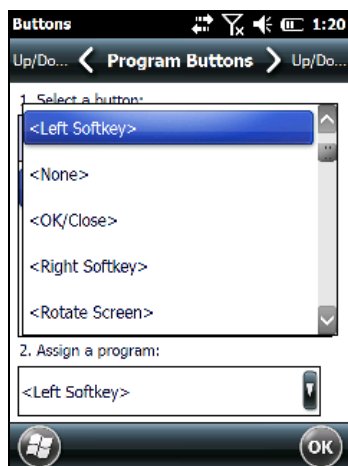 Buttons 1:20
Up/Do... Program Buttons Up/Do...
1. Select a button:
<Left Softkey>
<None>
<OK/Close>
<Right Softkey>
<Rotate Screen>
2. Assign a program:
<Left Softkey>
OK